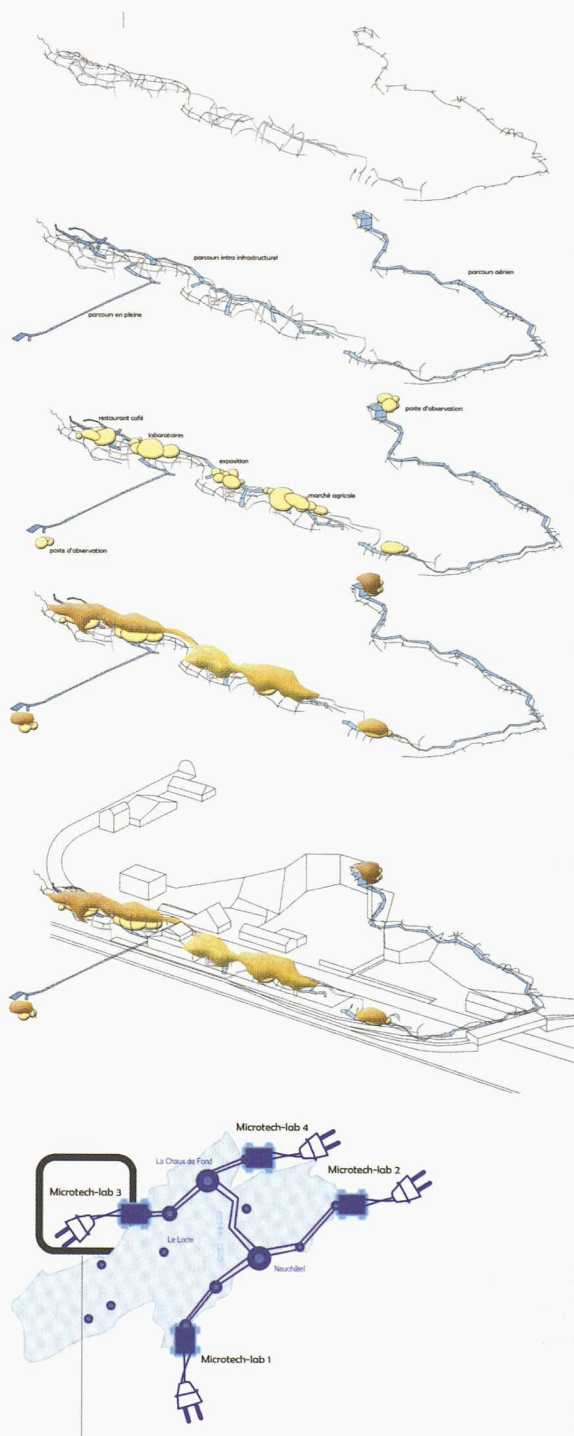 parcours intra infrastructurel
parcours aérien
parcours en pleine
poste d'observation
restaurant café
laboratoires
exposition
marché agricole
poste d'observation
Microtech-lab 4
La Chaux de Fond
Microtech-lab 2
Microtech-lab 3
Le Locle
Neuchâtel
Microtech-lab 1